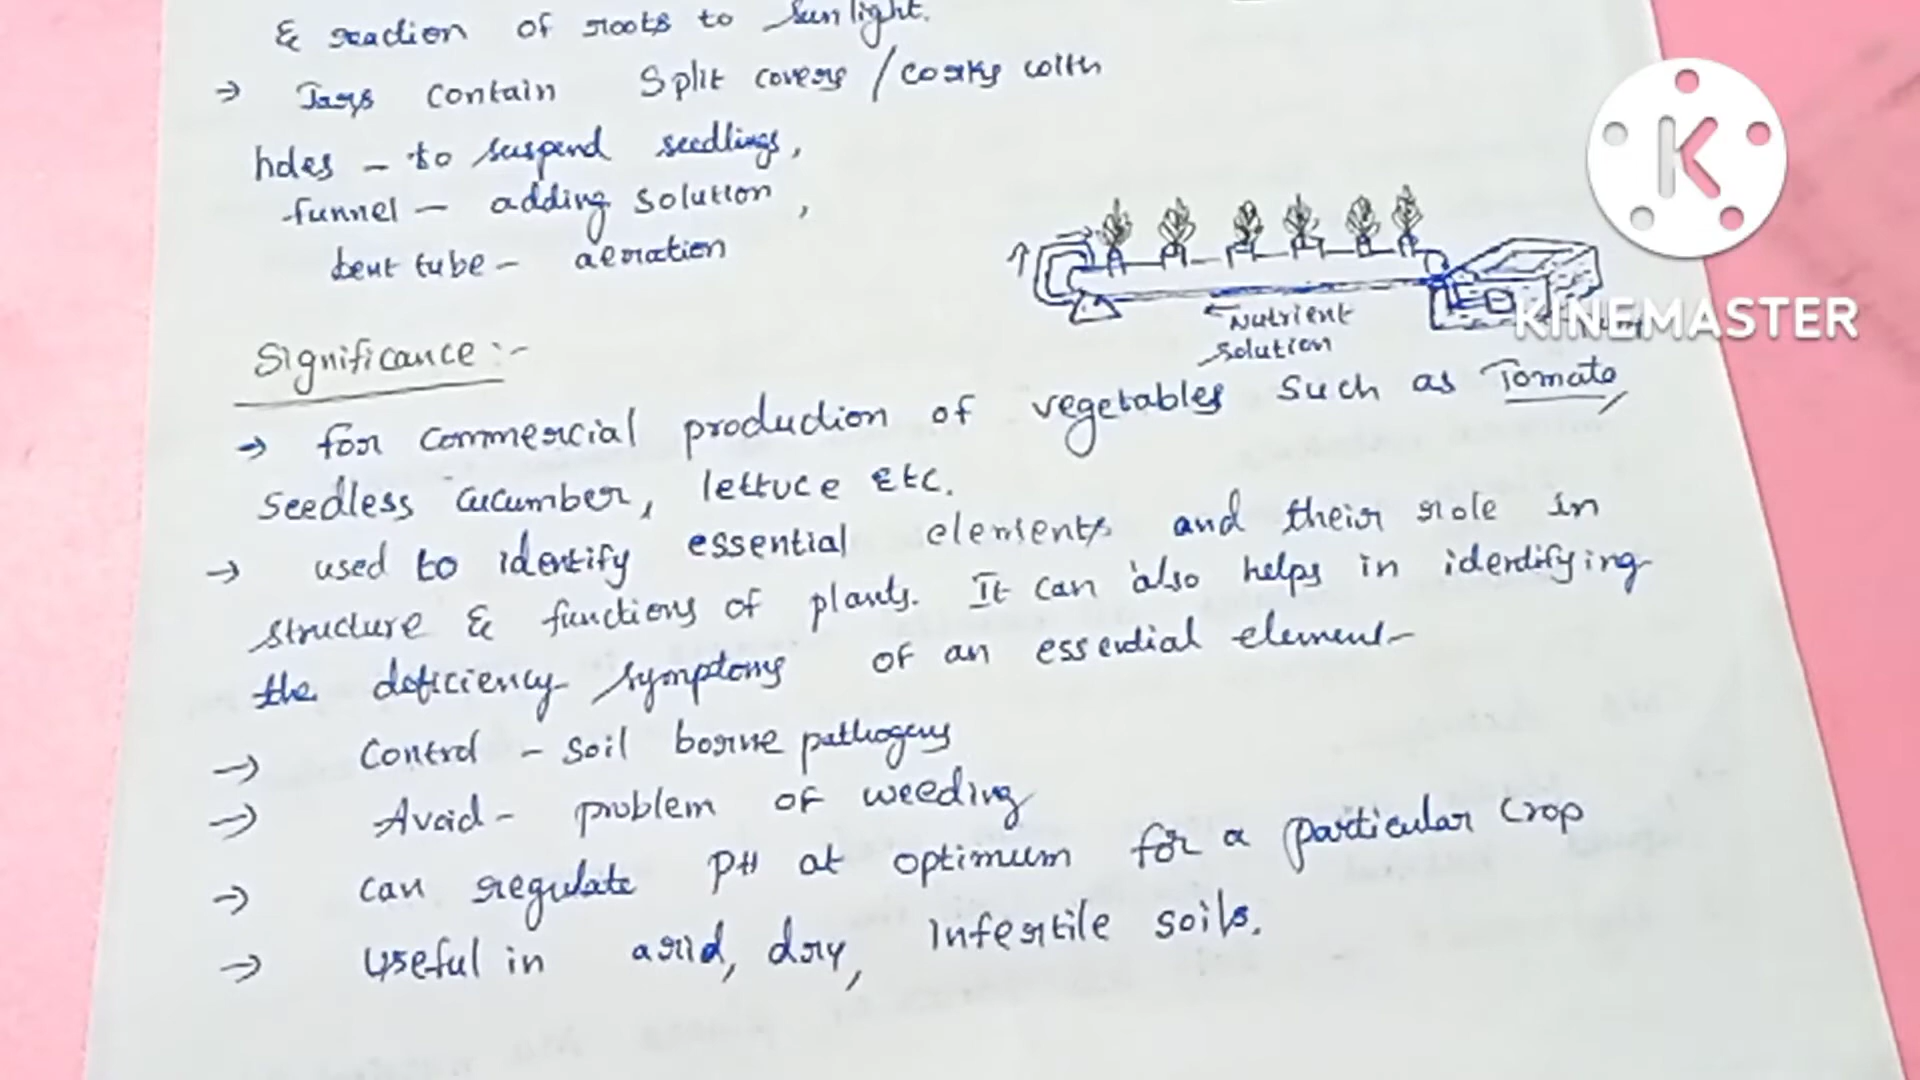 & reaction of roots to sunlight.
→ Jars contain split covers / corks with
holes - to suspend seedlings,
funnel - adding solution,
bent tube - aeration
Nutrient
solution
KINEMASTER
Significance :-
→ for commercial production of vegetables such as Tomato,
seedless cucumber, lettuce etc.
→ used to identify essential elements and their role in
structure & functions of plants. It can also helps in identifying
the deficiency symptoms of an essential element
→ Control - soil borne pathogens
→ Avoid - problem of weeding
→ can regulate PH at optimum for a particular crop
→ useful in arid, dry, Infertile soils.